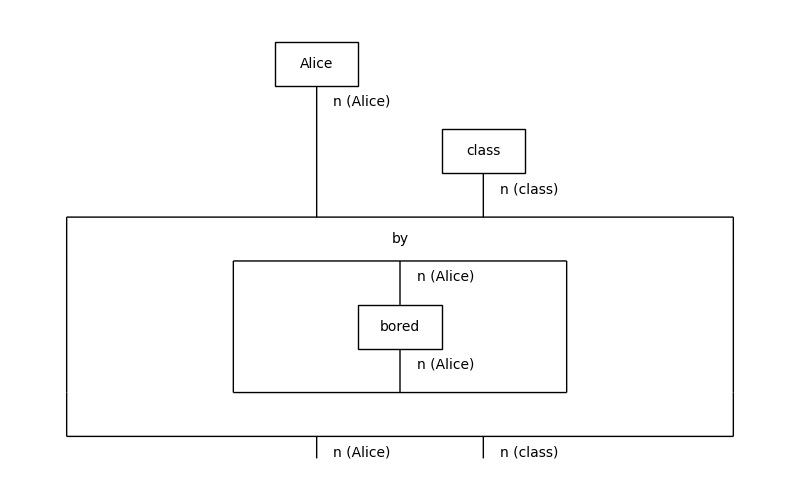 Alice
n (Alice)
class
n (class)
by
n (Alice)
bored
n (Alice)
n (Alice) n (class)